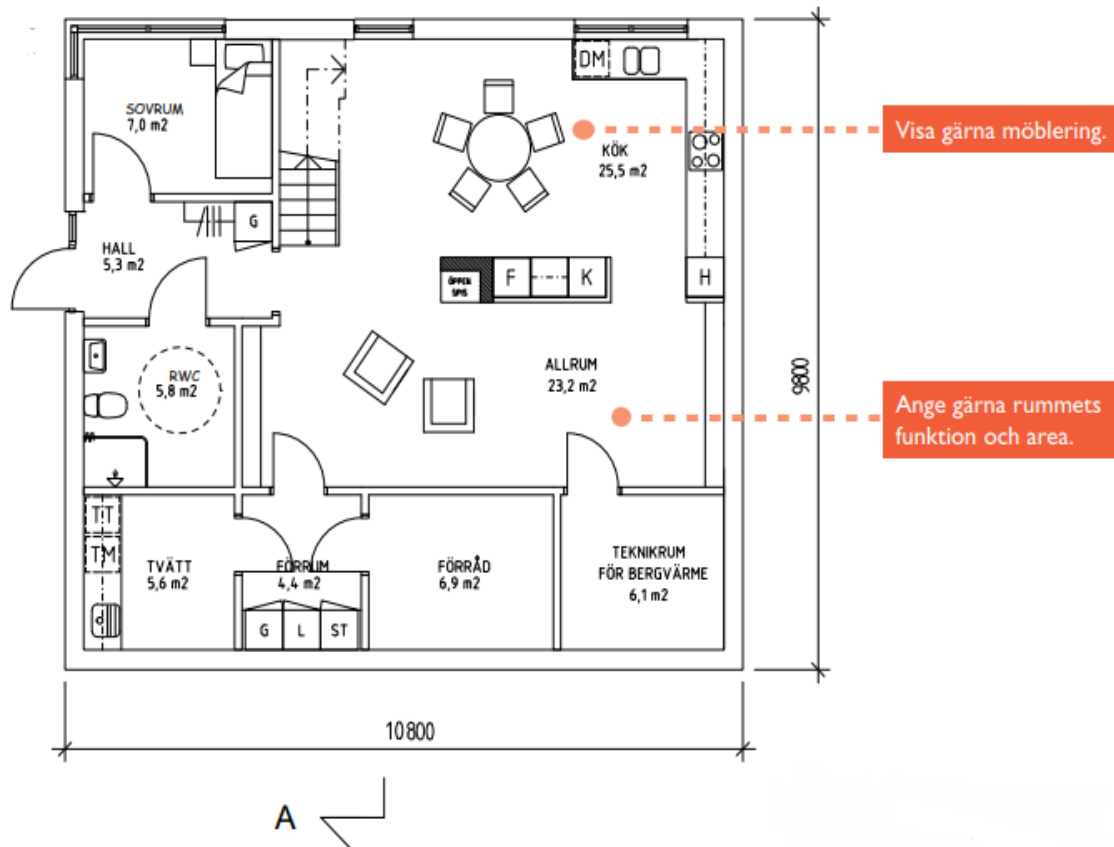 DM
SOVRUM
7,0 m2
Visa gärna möblering.
KÖK
25,5 m2
G
HALL
5,3 m2
ÖPPEN
SPIS
F
K
H
ALLRUM
23,2 m2
RWC
5,8 m2
9800
Ange gärna rummets
funktion och area.
TT
TM
TVÄTT
5,6 m2
FÖRRUM
4,4 m2
FÖRRÅD
6,9 m2
TEKNIKRUM
FÖR BERGVÄRME
6,1 m2
G
L
ST
10800
A